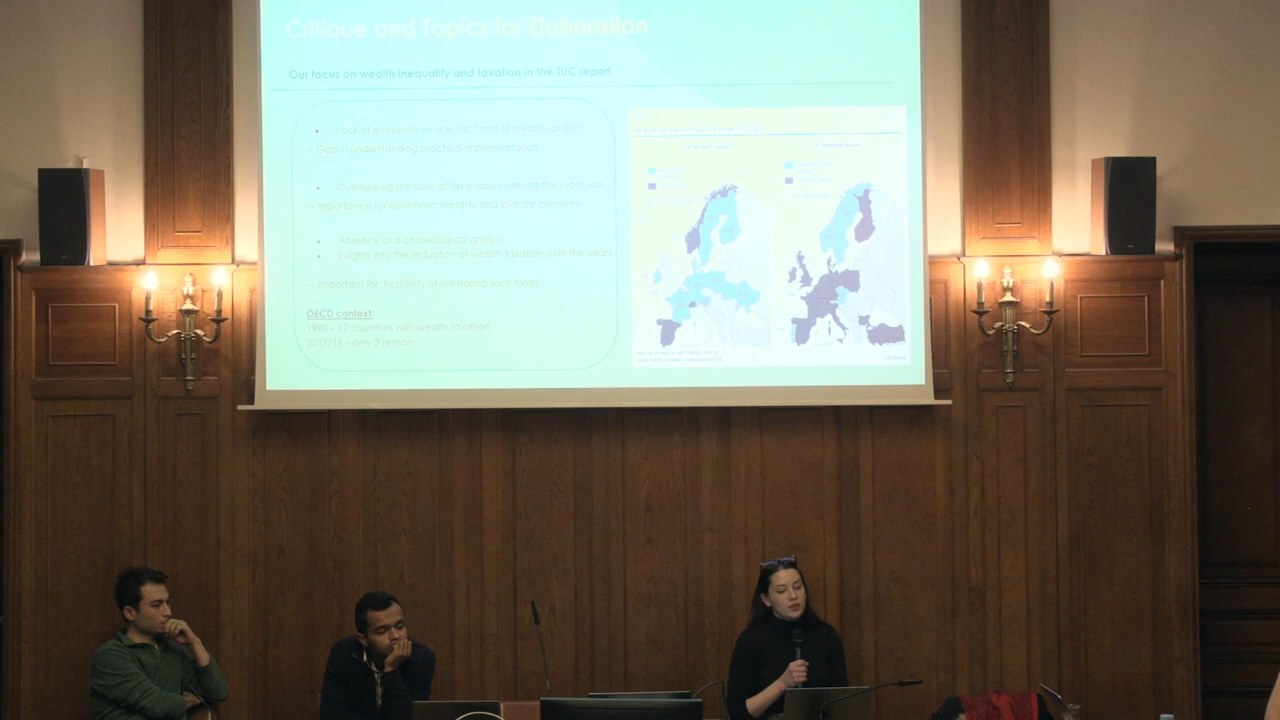 Critique and Topics for Elaboration
Our focus on wealth inequality and taxation in the TUC report
• Lack of discussion on specific forms of wealth taxation
→ Gap in understanding practical implementation
• Overlooking the issue of tax evasion among the super-rich
→ Importance for economic equality and climate concerns
• Absence of a chronological analysis
• Insights into the reduction of wealth taxation over the years
→ Important for: Possibility of reinstating such forms
OECD context:
1990 – 12 countries with wealth taxation.
2017/18 – only 3 remain